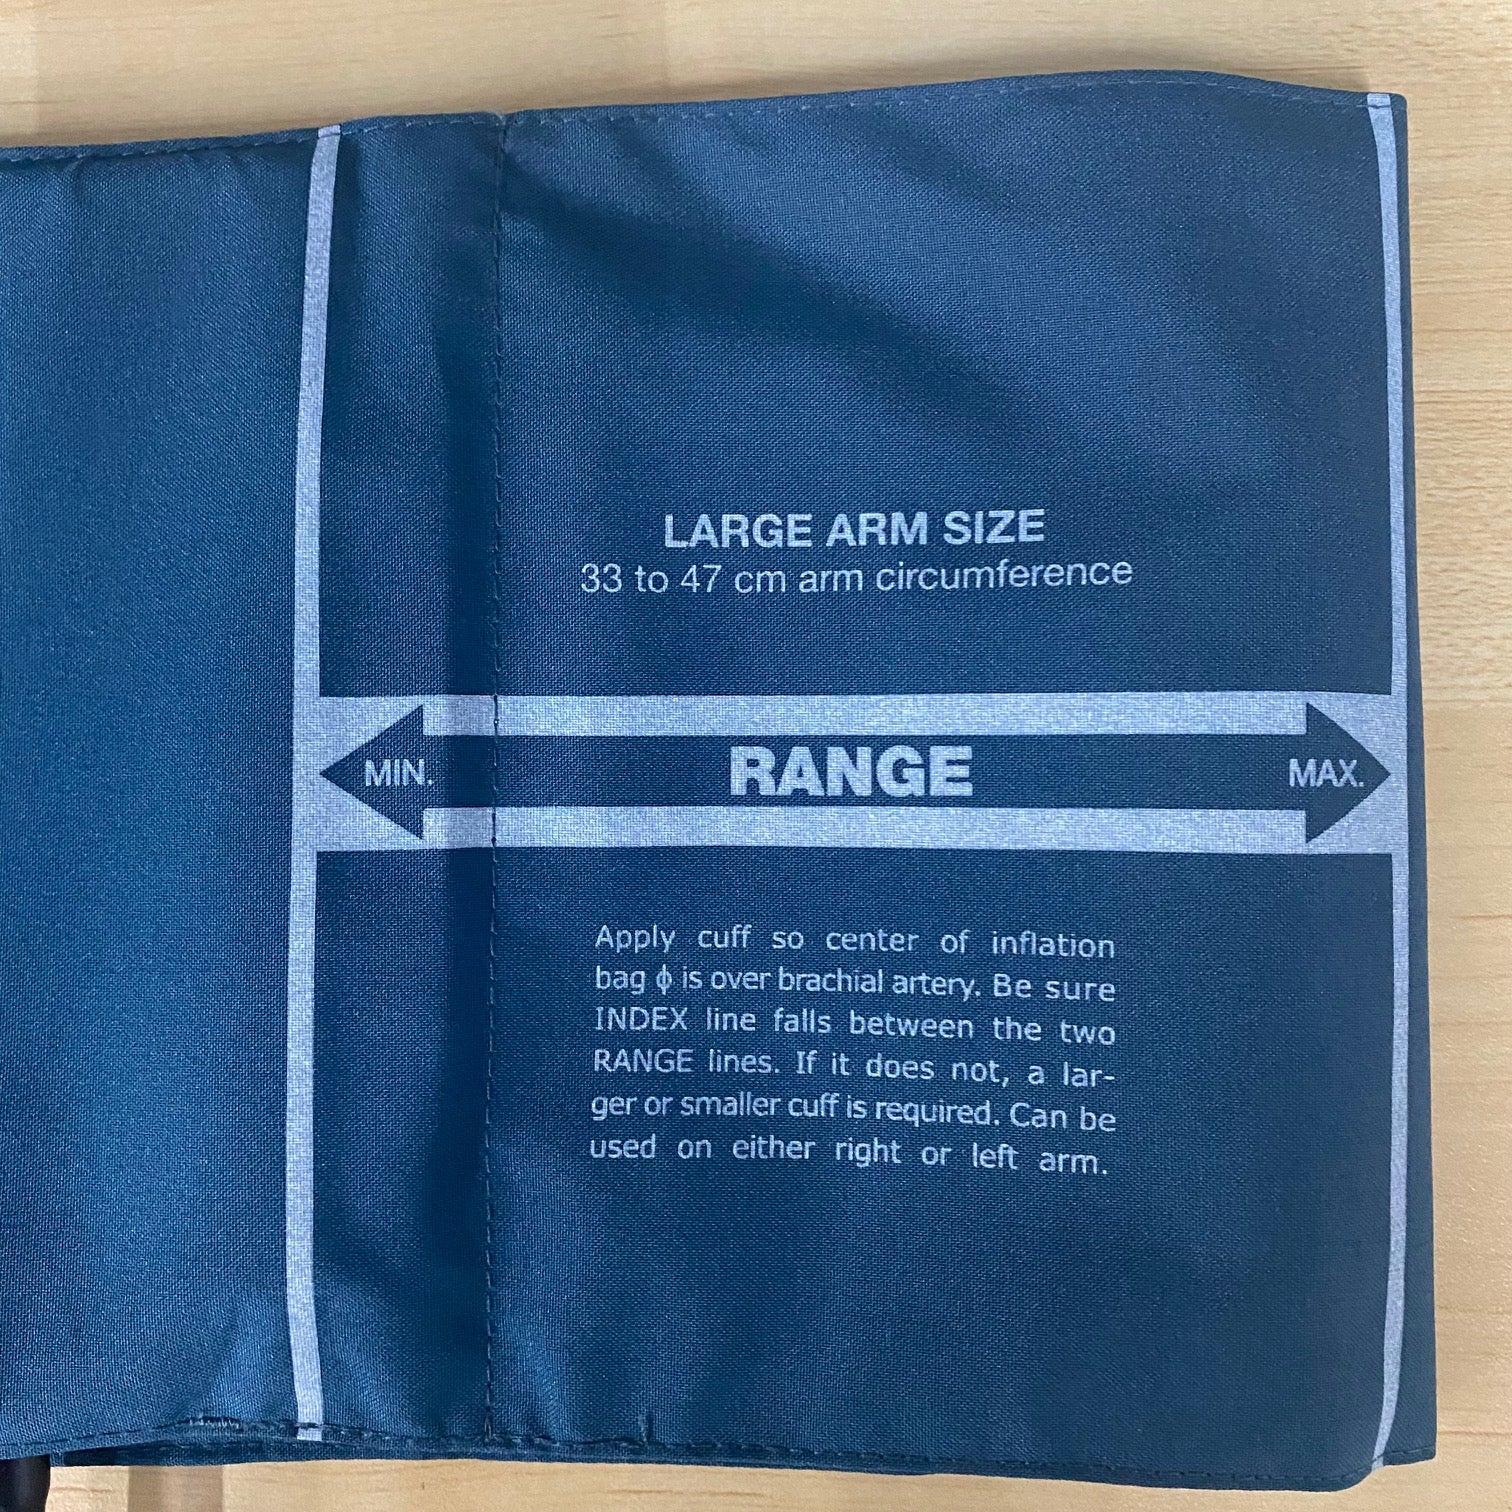 LARGE ARM SIZE
33 to 47 cm arm circumference
MIN. RANGE MAX.
Apply cuff so center of inflation
bag ϕ is over brachial artery. Be sure
INDEX line falls between the two
RANGE lines. If it does not, a lar-
ger or smaller cuff is required. Can be
used on either right or left arm.